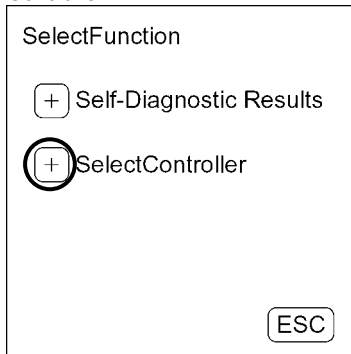 SelectFunction
+ Self-Diagnostic Results
+ SelectController
ESC